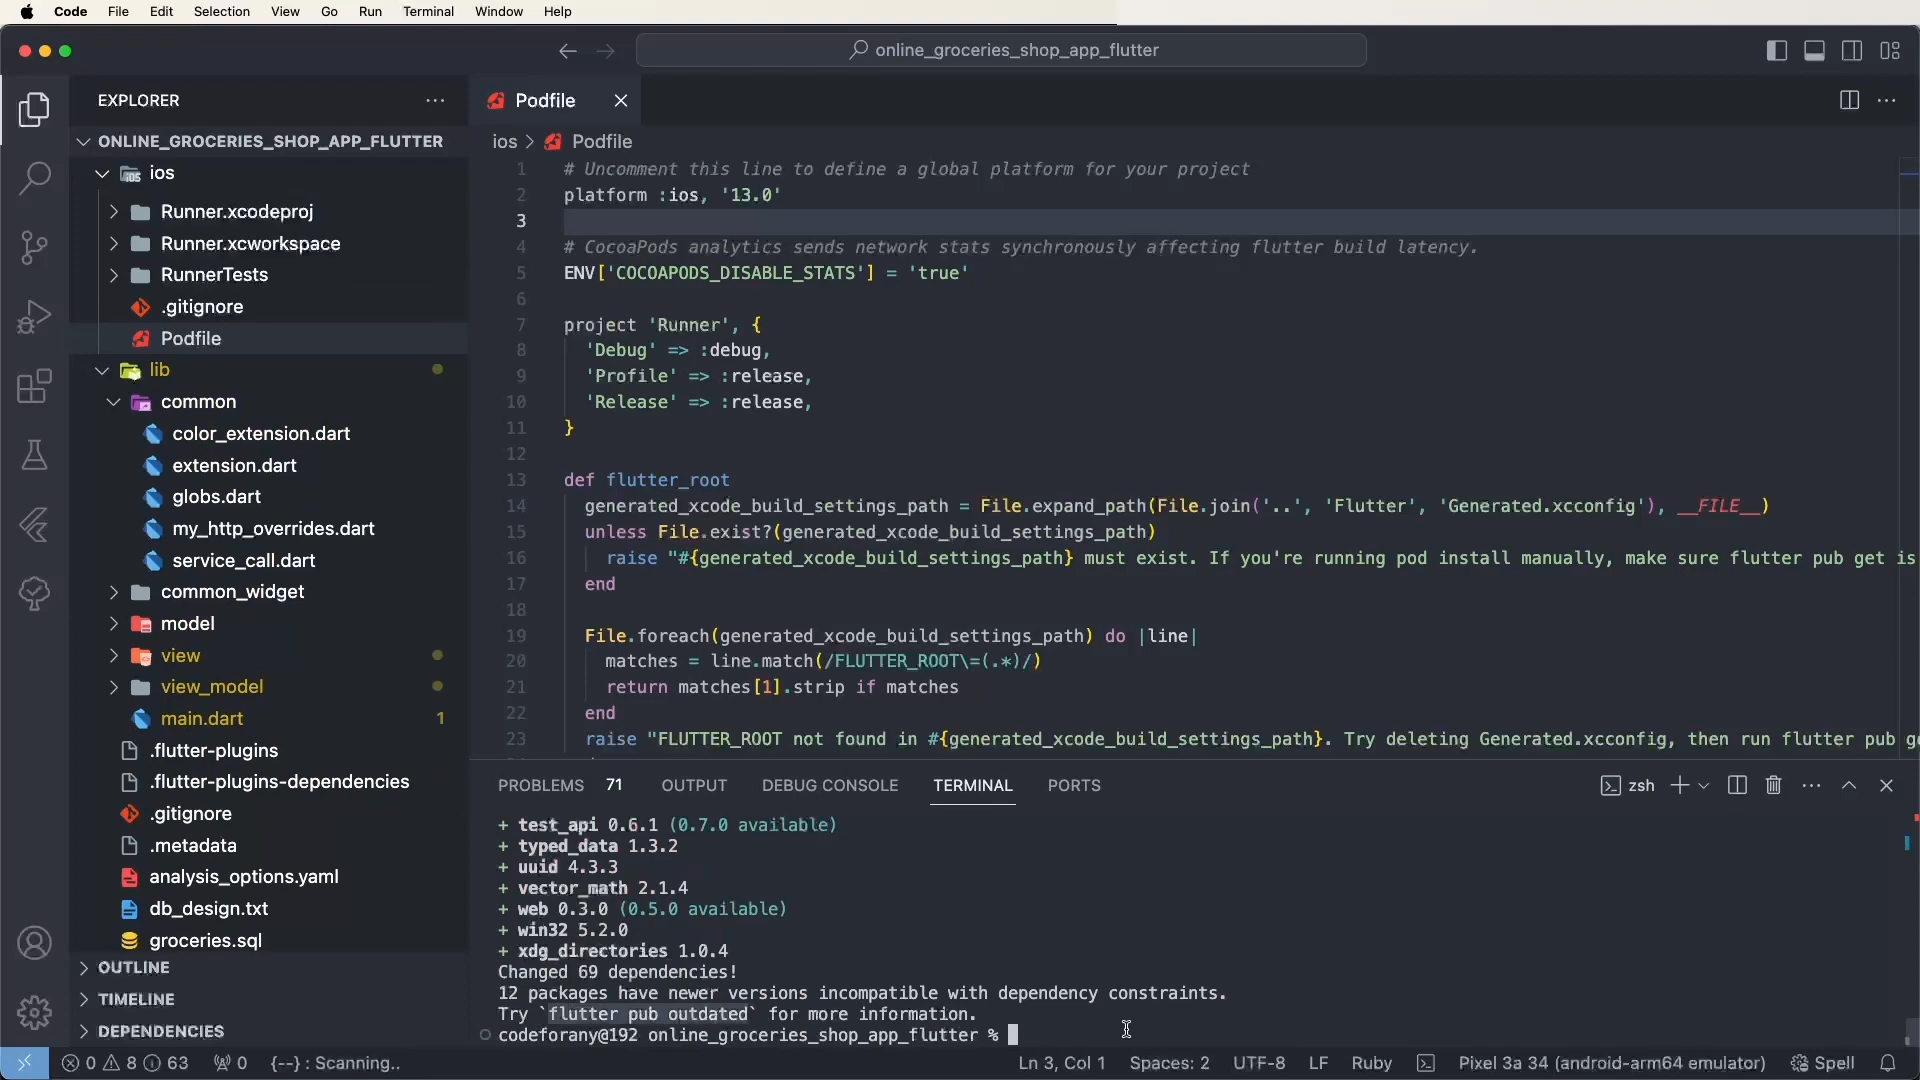 Code File Edit Selection View Go Run Terminal Window Help
online_groceries_shop_app_flutter
EXPLORER
ONLINE_GROCERIES_SHOP_APP_FLUTTER
ios
Runner.xcodeproj
Runner.xcworkspace
RunnerTests
.gitignore
Podfile
lib
common
color_extension.dart
extension.dart
globs.dart
my_http_overrides.dart
service_call.dart
common_widget
model
view
view_model
main.dart 1
.flutter-plugins
.flutter-plugins-dependencies
.gitignore
.metadata
analysis_options.yaml
db_design.txt
groceries.sql
OUTLINE
TIMELINE
DEPENDENCIES
Podfile
ios > Podfile
1 # Uncomment this line to define a global platform for your project
2 platform :ios, '13.0'
3
4 # CocoaPods analytics sends network stats synchronously affecting flutter build latency.
5 ENV['COCOAPODS_DISABLE_STATS'] = 'true'
6
7 project 'Runner', {
8 'Debug' => :debug,
9 'Profile' => :release,
10 'Release' => :release,
11 }
12
13 def flutter_root
14 generated_xcode_build_settings_path = File.expand_path(File.join('..', 'Flutter', 'Generated.xcconfig'), __FILE__)
15 unless File.exist?(generated_xcode_build_settings_path)
16 raise "#{generated_xcode_build_settings_path} must exist. If you're running pod install manually, make sure flutter pub get is
17 end
18
19 File.foreach(generated_xcode_build_settings_path) do |line|
20 matches = line.match(/FLUTTER_ROOT\=(.*)/)
21 return matches[1].strip if matches
22 end
23 raise "FLUTTER_ROOT not found in #{generated_xcode_build_settings_path}. Try deleting Generated.xcconfig, then run flutter pub g
PROBLEMS 71 OUTPUT DEBUG CONSOLE TERMINAL PORTS zsh
+ test_api 0.6.1 (0.7.0 available)
+ typed_data 1.3.2
+ uuid 4.3.3
+ vector_math 2.1.4
+ web 0.3.0 (0.5.0 available)
+ win32 5.2.0
+ xdg_directories 1.0.4
Changed 69 dependencies!
12 packages have newer versions incompatible with dependency constraints.
Try `flutter pub outdated` for more information.
codeforany@192 online_groceries_shop_app_flutter %
0 8 63 0 {--} : Scanning.. Ln 3, Col 1 Spaces: 2 UTF-8 LF Ruby Pixel 3a 34 (android-arm64 emulator) Spell